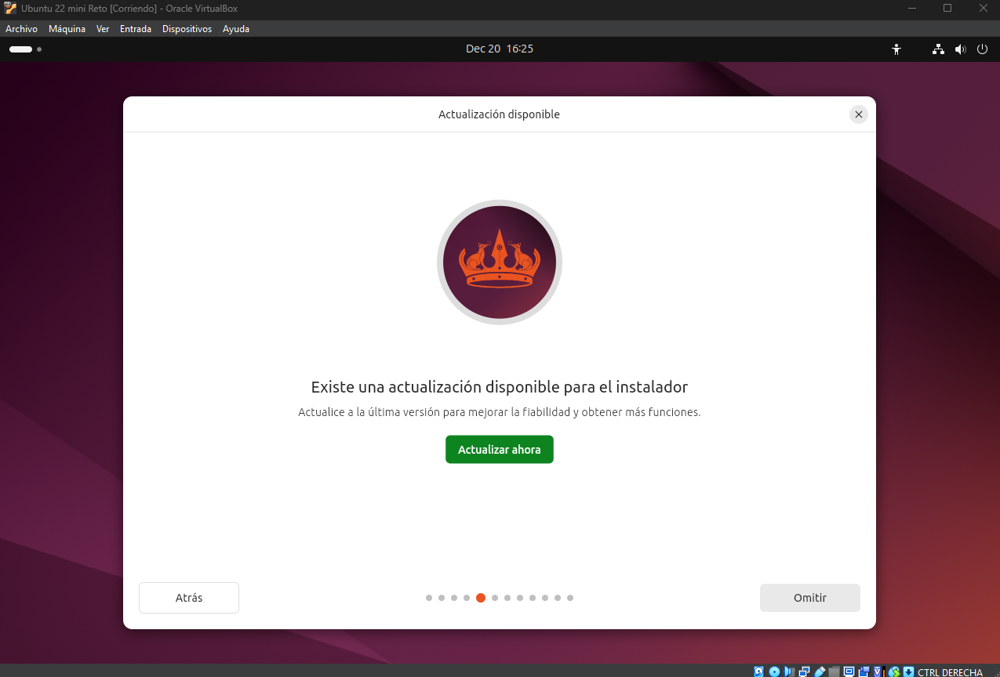 Ubuntu 22 mini Reto [Corriendo] - Oracle VirtualBox
Archivo Máquina Ver Entrada Dispositivos Ayuda
Dec 20 16:25
Actualización disponible
Existe una actualización disponible para el instalador
Actualice a la última versión para mejorar la fiabilidad y obtener más funciones.
Actualizar ahora
Atrás
Omitir
CTRL DERECHA